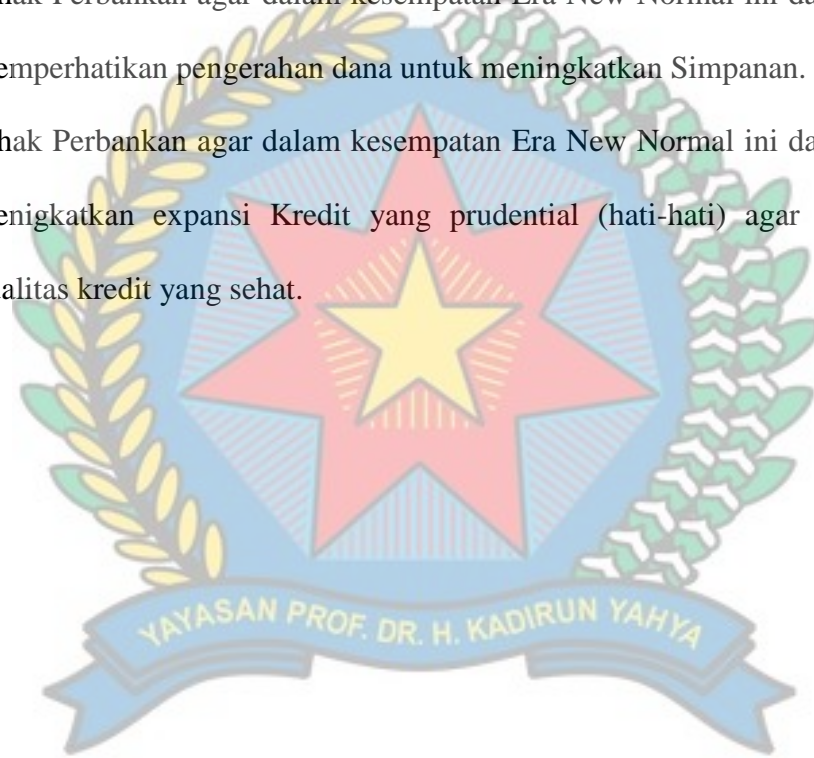 hak Perbankan agar dalam kesempatan Era New Normal ini da
emperhatikan pengerahan dana untuk meningkatkan Simpanan.
hak Perbankan agar dalam kesempatan Era New Normal ini da
enigkatkan expansi Kredit yang prudential (hati-hati) agar
alitas kredit yang sehat.
YAYASAN PROF. DR. H. KADIRUN YAHYA